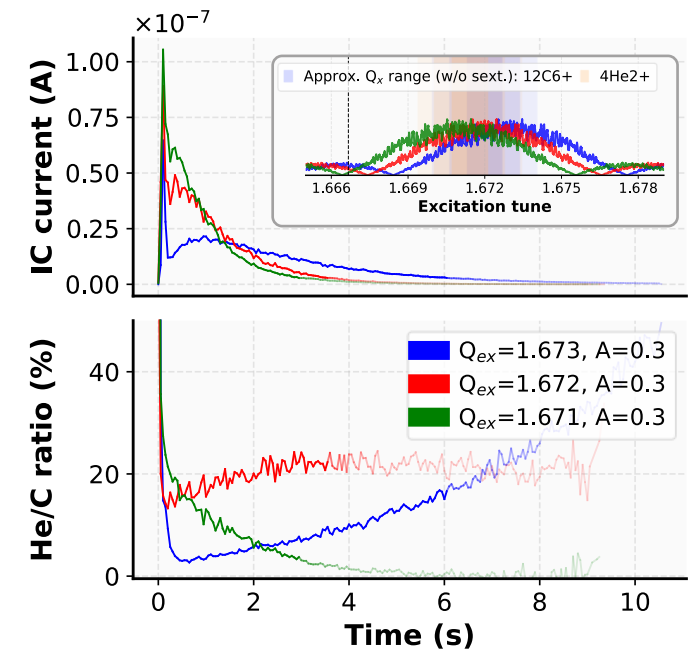 ×10⁻⁷
IC current (A)
1.00
0.75
0.50
0.25
0.00
Approx. Qₓ range (w/o sext.): 12C6+
4He2+
1.666
1.669
1.672
1.675
1.678
Excitation tune
He/C ratio (%)
40
20
0
Qₑₓ=1.673, A=0.3
Qₑₓ=1.672, A=0.3
Qₑₓ=1.671, A=0.3
0
2
4
6
8
10
Time (s)